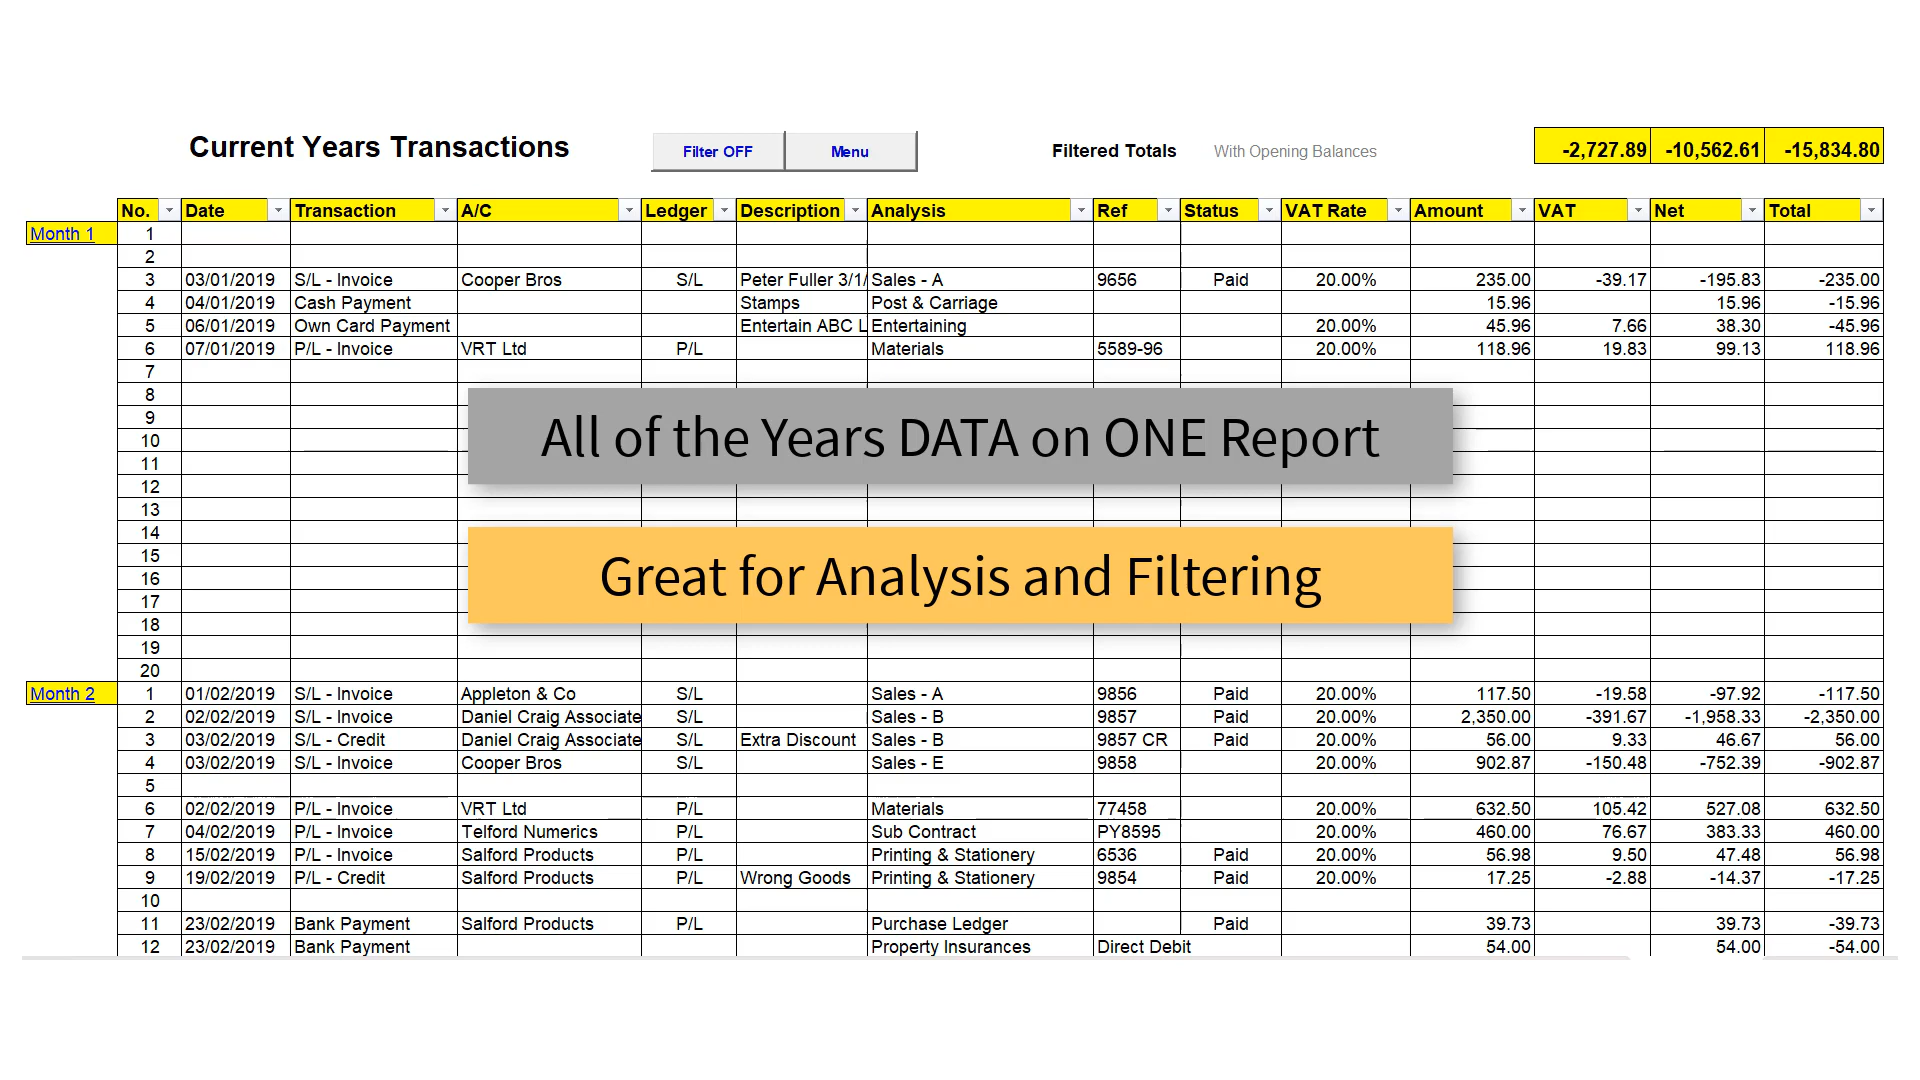 Current Years Transactions Filter OFF Menu Filtered Totals With Opening Balances -2,727.89 -10,562.61 -15,834.80
No. Date Transaction A/C Ledger Description Analysis Ref Status VAT Rate Amount VAT Net Total
Month 1 1
2
3 03/01/2019 S/L - Invoice Cooper Bros S/L Peter Fuller 3/1/ Sales - A 9656 Paid 20.00% 235.00 -39.17 -195.83 -235.00
4 04/01/2019 Cash Payment Stamps Post & Carriage 15.96 15.96 -15.96
5 06/01/2019 Own Card Payment Entertain ABC L Entertaining 20.00% 45.96 7.66 38.30 -45.96
6 07/01/2019 P/L - Invoice VRT Ltd P/L Materials 5589-96 20.00% 118.96 19.83 99.13 118.96
7
8
9
10
All of the Years DATA on ONE Report
11
12
13
14
15
16
Great for Analysis and Filtering
17
18
19
20
Month 2 1 01/02/2019 S/L - Invoice Appleton & Co S/L Sales - A 9856 Paid 20.00% 117.50 -19.58 -97.92 -117.50
2 02/02/2019 S/L - Invoice Daniel Craig Associate S/L Sales - B 9857 Paid 20.00% 2,350.00 -391.67 -1,958.33 -2,350.00
3 03/02/2019 S/L - Credit Daniel Craig Associate S/L Extra Discount Sales - B 9857 CR Paid 20.00% 56.00 9.33 46.67 56.00
4 03/02/2019 S/L - Invoice Cooper Bros S/L Sales - E 9858 20.00% 902.87 -150.48 -752.39 -902.87
5
6 02/02/2019 P/L - Invoice VRT Ltd P/L Materials 77458 20.00% 632.50 105.42 527.08 632.50
7 04/02/2019 P/L - Invoice Telford Numerics P/L Sub Contract PY8595 20.00% 460.00 76.67 383.33 460.00
8 15/02/2019 P/L - Invoice Salford Products P/L Printing & Stationery 6536 Paid 20.00% 56.98 9.50 47.48 56.98
9 19/02/2019 P/L - Credit Salford Products P/L Wrong Goods Printing & Stationery 9854 Paid 20.00% 17.25 -2.88 -14.37 -17.25
10
11 23/02/2019 Bank Payment Salford Products P/L Purchase Ledger Paid 39.73 39.73 -39.73
12 23/02/2019 Bank Payment Property Insurances Direct Debit 54.00 54.00 -54.00